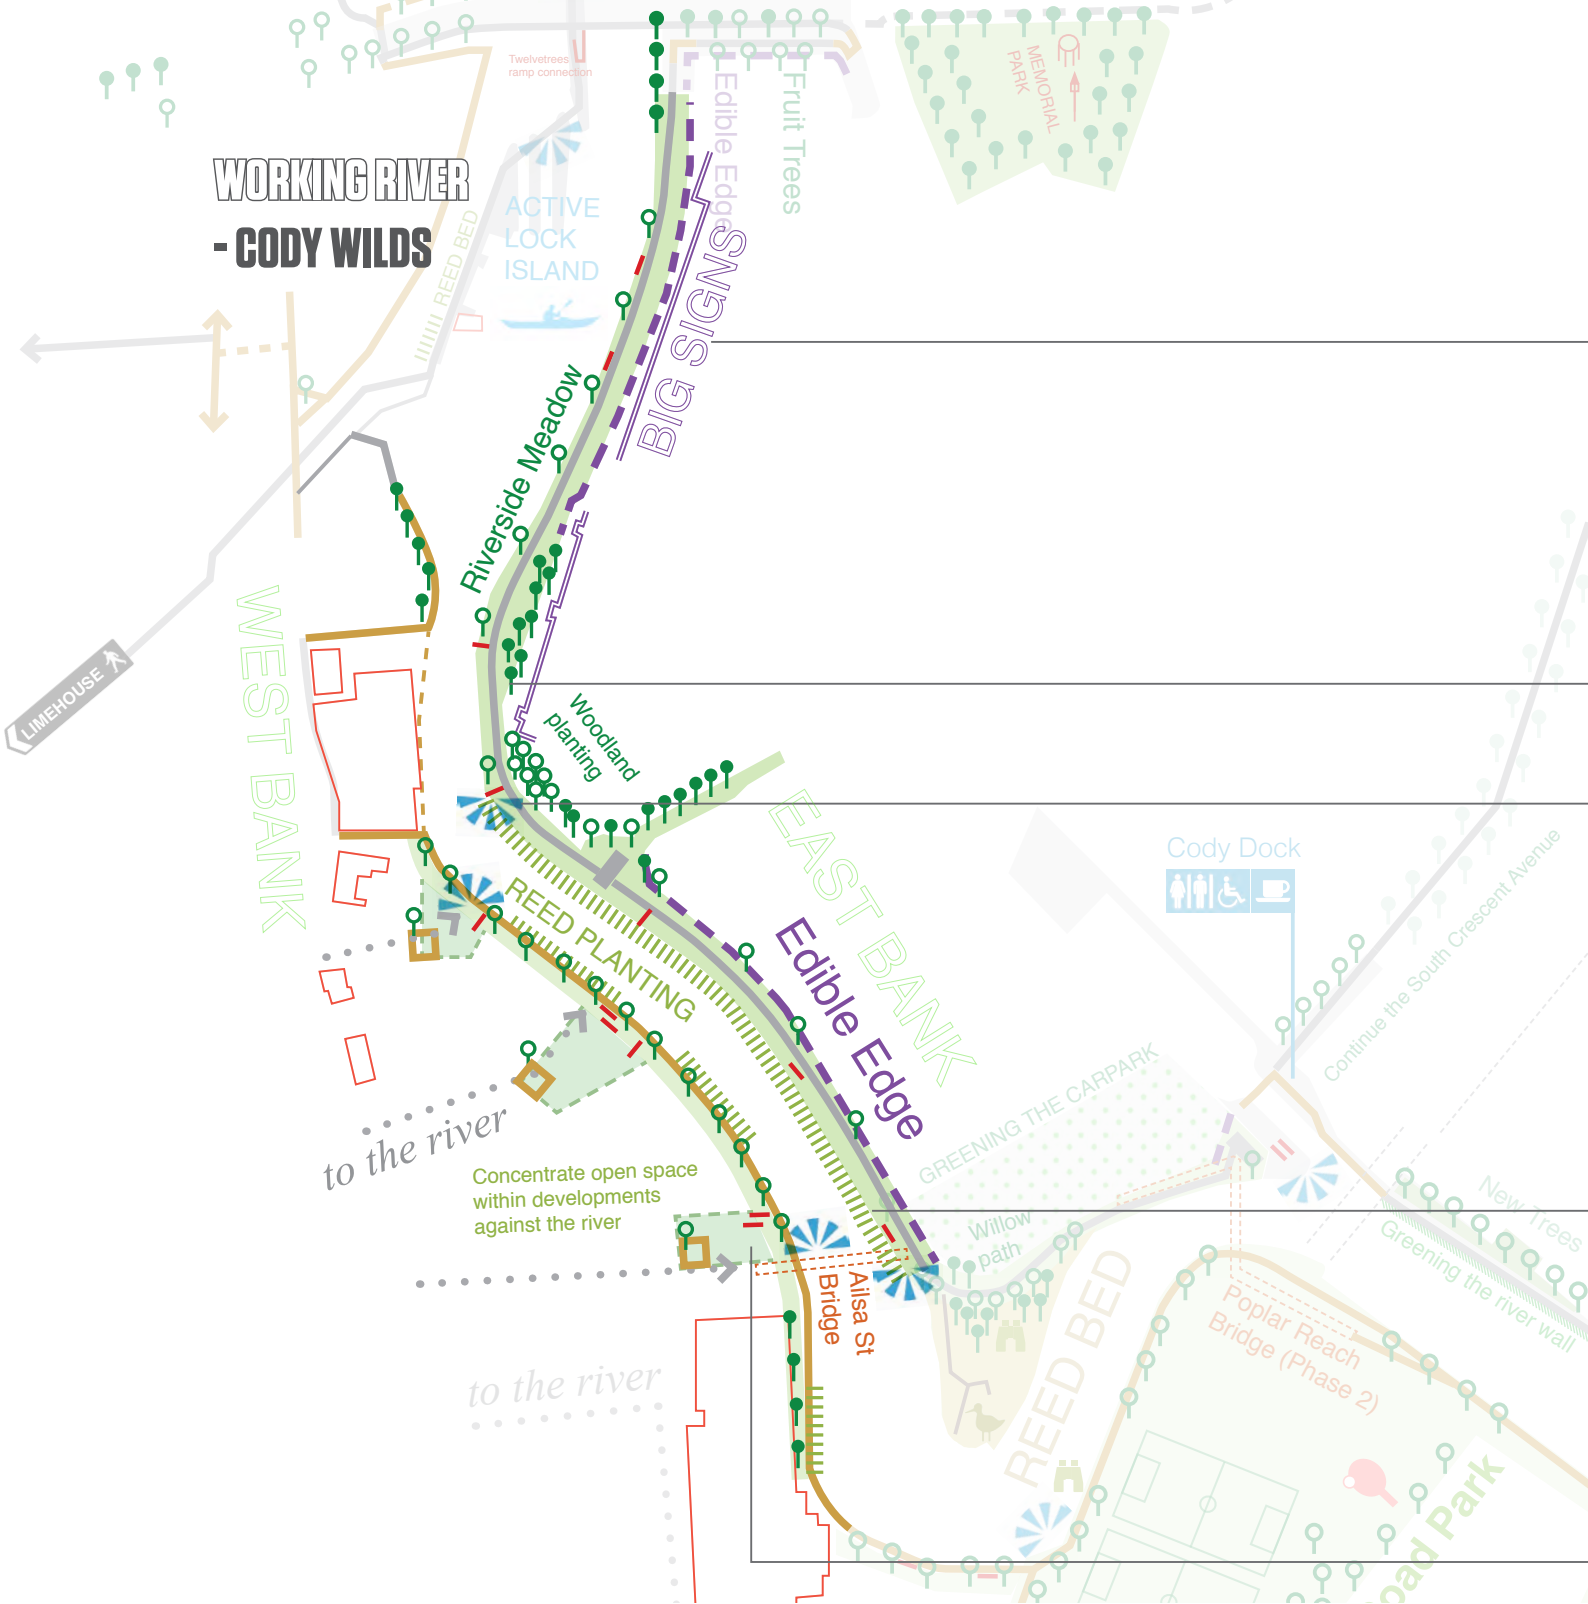 Twelvetrees
ramp connection
MEMORIAL
PARK
Edible Edge
Fruit Trees
WORKING RIVER
- CODY WILDS
REED BED
ACTIVE
LOCK
ISLAND
BIG SIGNS
Riverside Meadow
WEST BANK
LIMEHOUSE
Woodland
planting
EAST BANK
REED PLANTING
Edible Edge
Cody Dock
Continue the South Crescent Avenue
GREENING THE CARPARK
to the river
Concentrate open space
within developments
against the river
Willow
path
New Trees
Greening the river wall
Ailsa St
Bridge
REED BED
Poplar Reach
Bridge (Phase 2)
to the river
oad Park